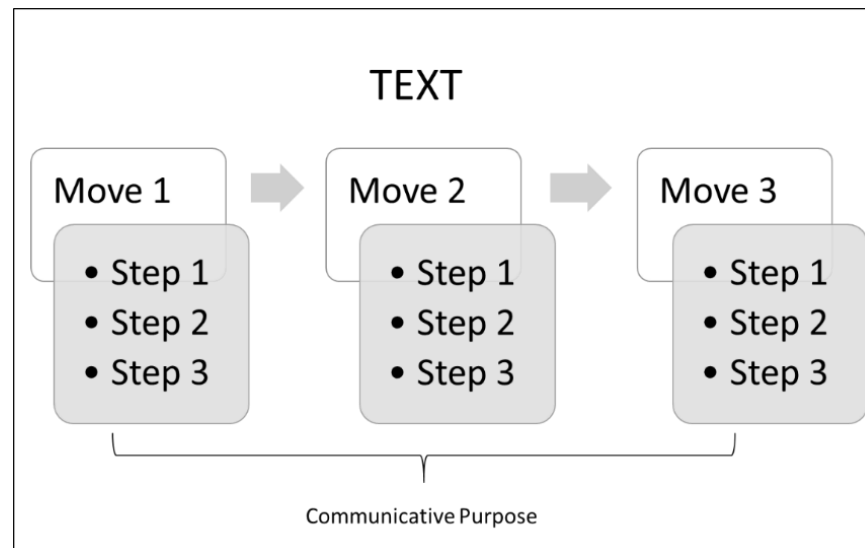 TEXT
Move 1
• Step 1
• Step 2
• Step 3
Move 2
• Step 1
• Step 2
• Step 3
Move 3
• Step 1
• Step 2
• Step 3
Communicative Purpose